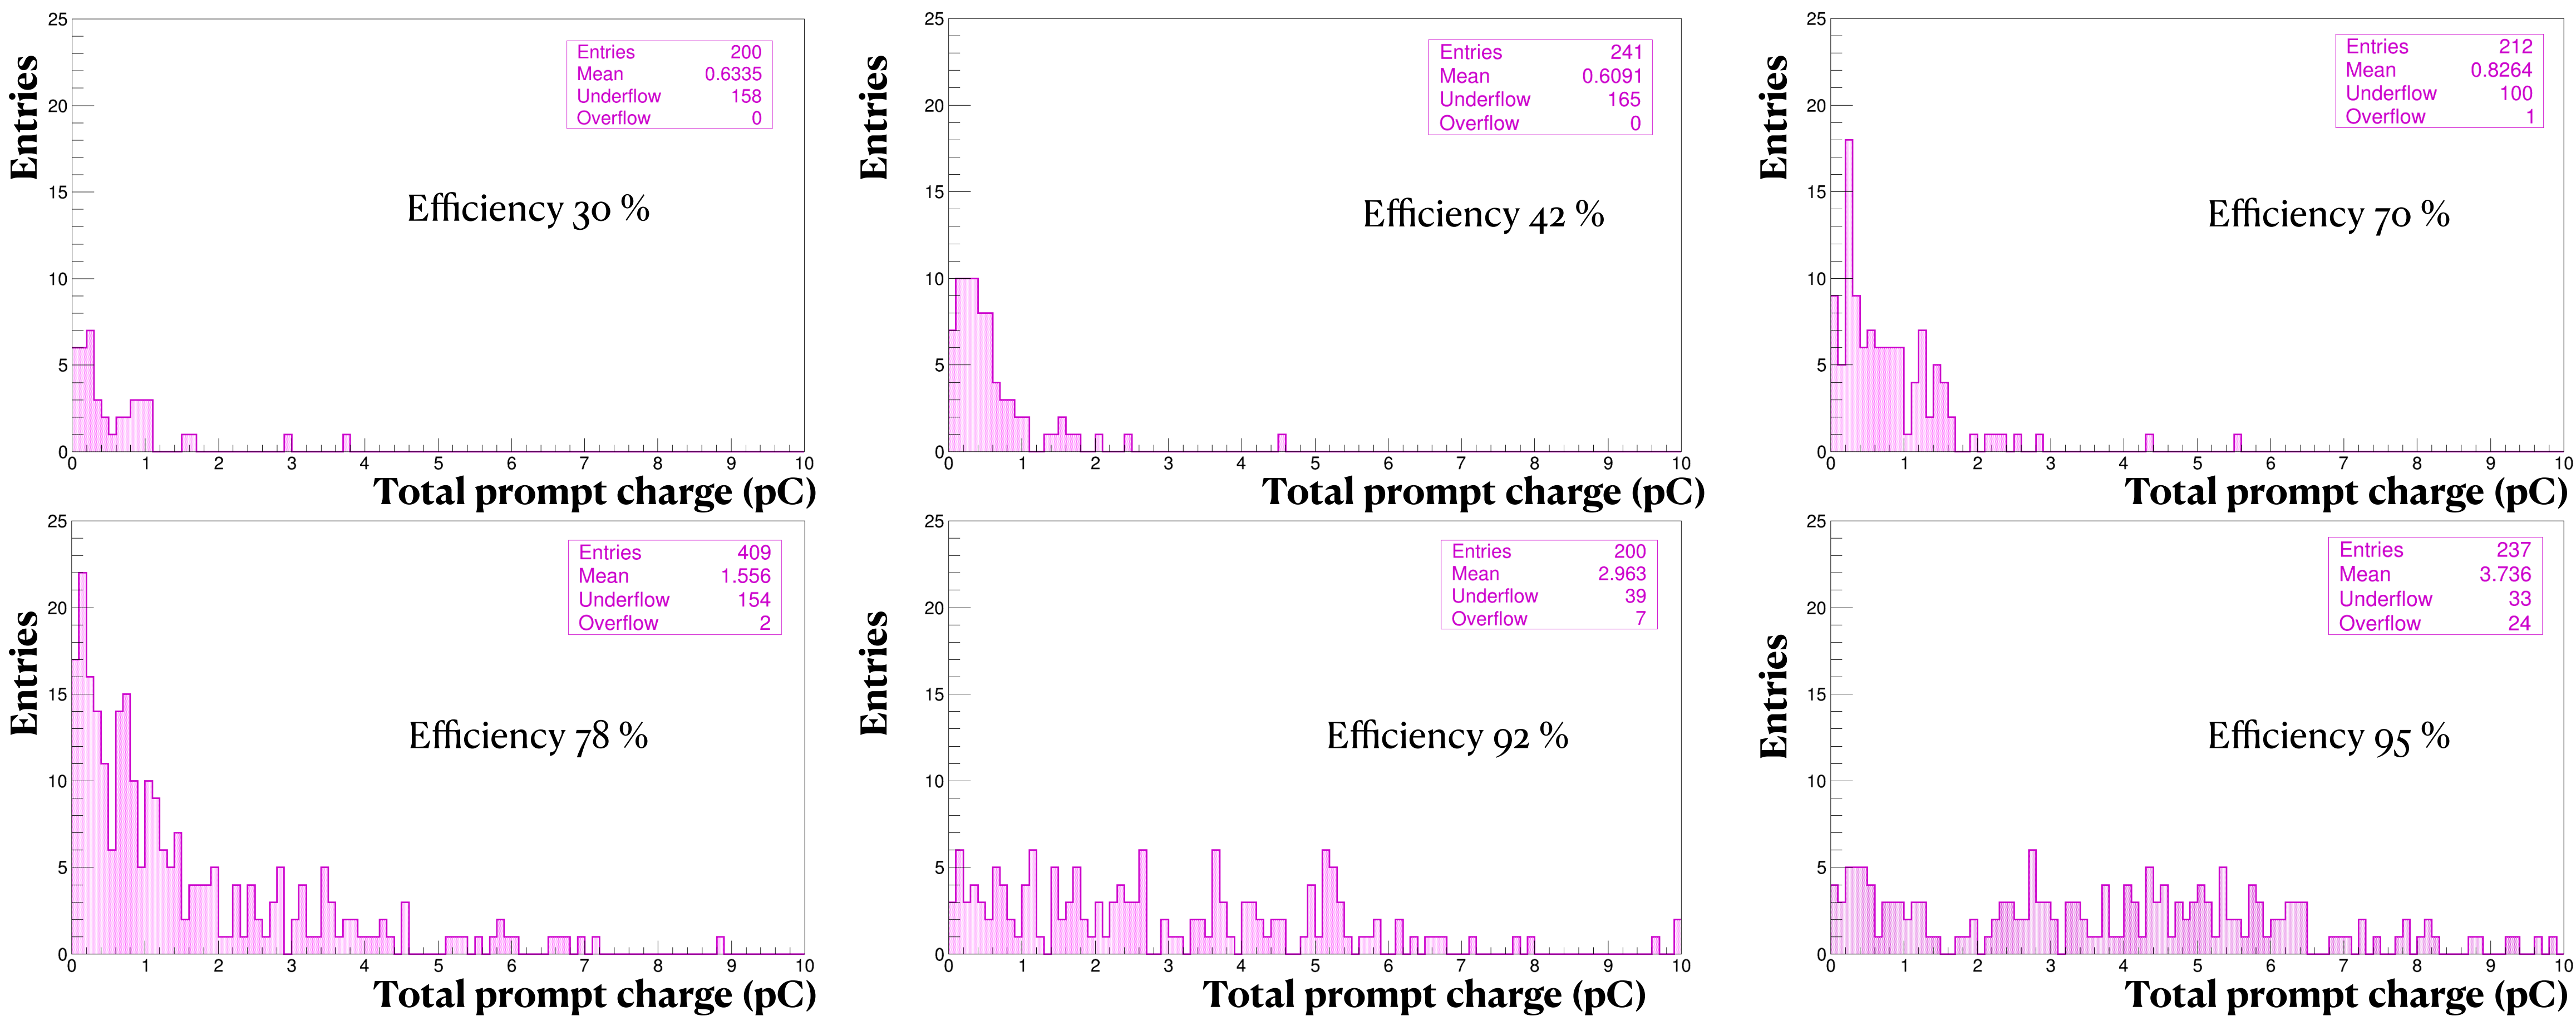 25
20
15
10
5
0
Entries
Entries 200
Mean 0.6335
Underflow 158
Overflow 0
Efficiency 30 %
0 1 2 3 4 5 6 7 8 9 10
Total prompt charge (pC)
25
20
15
10
5
0
Entries
Entries 241
Mean 0.6091
Underflow 165
Overflow 0
Efficiency 42 %
0 1 2 3 4 5 6 7 8 9 10
Total prompt charge (pC)
25
20
15
10
5
0
Entries
Entries 212
Mean 0.8264
Underflow 100
Overflow 1
Efficiency 70 %
0 1 2 3 4 5 6 7 8 9 10
Total prompt charge (pC)
25
20
15
10
5
0
Entries
Entries 409
Mean 1.556
Underflow 154
Overflow 2
Efficiency 78 %
0 1 2 3 4 5 6 7 8 9 10
Total prompt charge (pC)
25
20
15
10
5
0
Entries
Entries 200
Mean 2.963
Underflow 39
Overflow 7
Efficiency 92 %
0 1 2 3 4 5 6 7 8 9 10
Total prompt charge (pC)
25
20
15
10
5
0
Entries
Entries 237
Mean 3.736
Underflow 33
Overflow 24
Efficiency 95 %
0 1 2 3 4 5 6 7 8 9 10
Total prompt charge (pC)